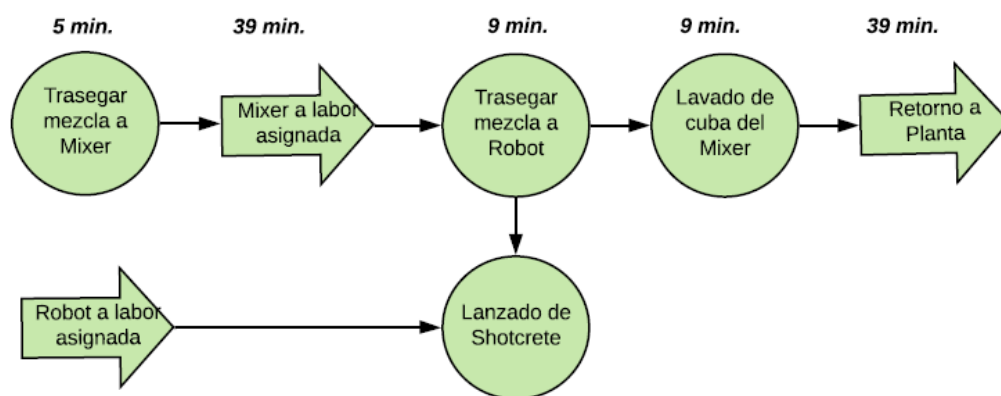 5 min.
39 min.
9 min.
9 min.
39 min.
Trasegar
mezcla a
Mixer
Mixer a labor
asignada
Trasegar
mezcla a
Robot
Lavado de
cuba del
Mixer
Retorno a
Planta
Robot a labor
asignada
Lanzado de
Shotcrete